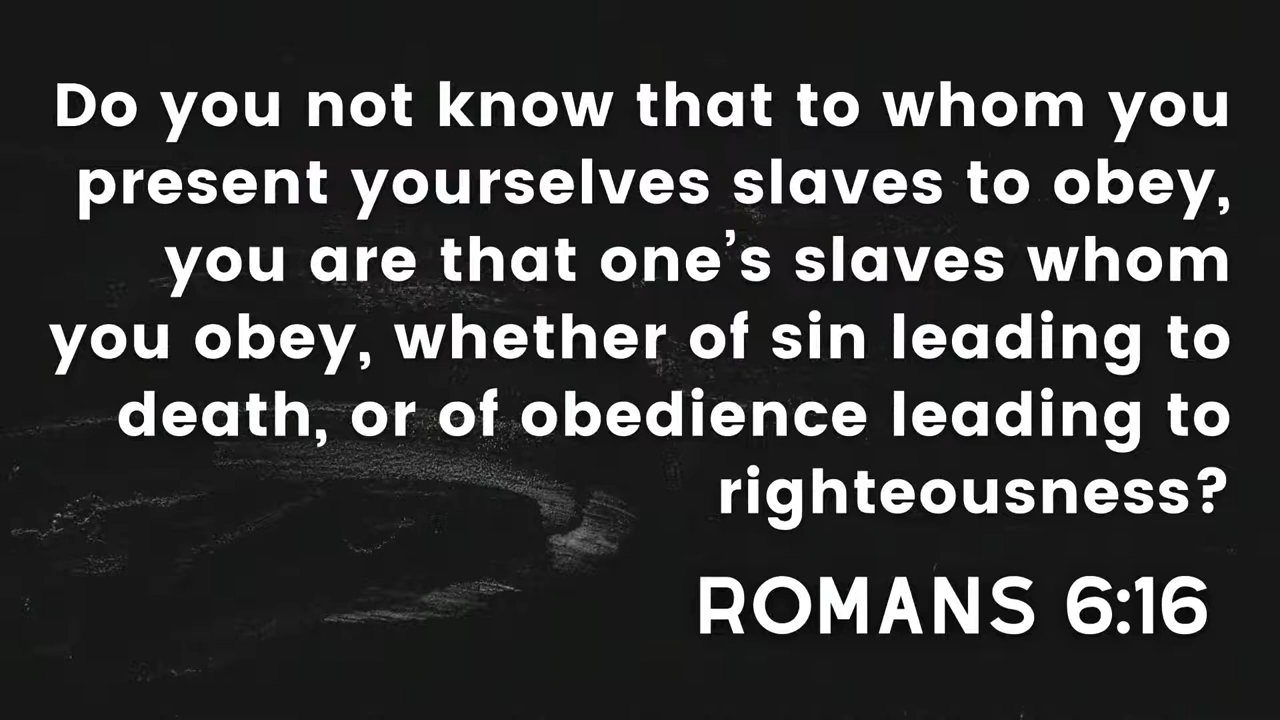 Do you not know that to whom you
present yourselves slaves to obey,
you are that one’s slaves whom
you obey, whether of sin leading to
death, or of obedience leading to
righteousness?
ROMANS 6:16